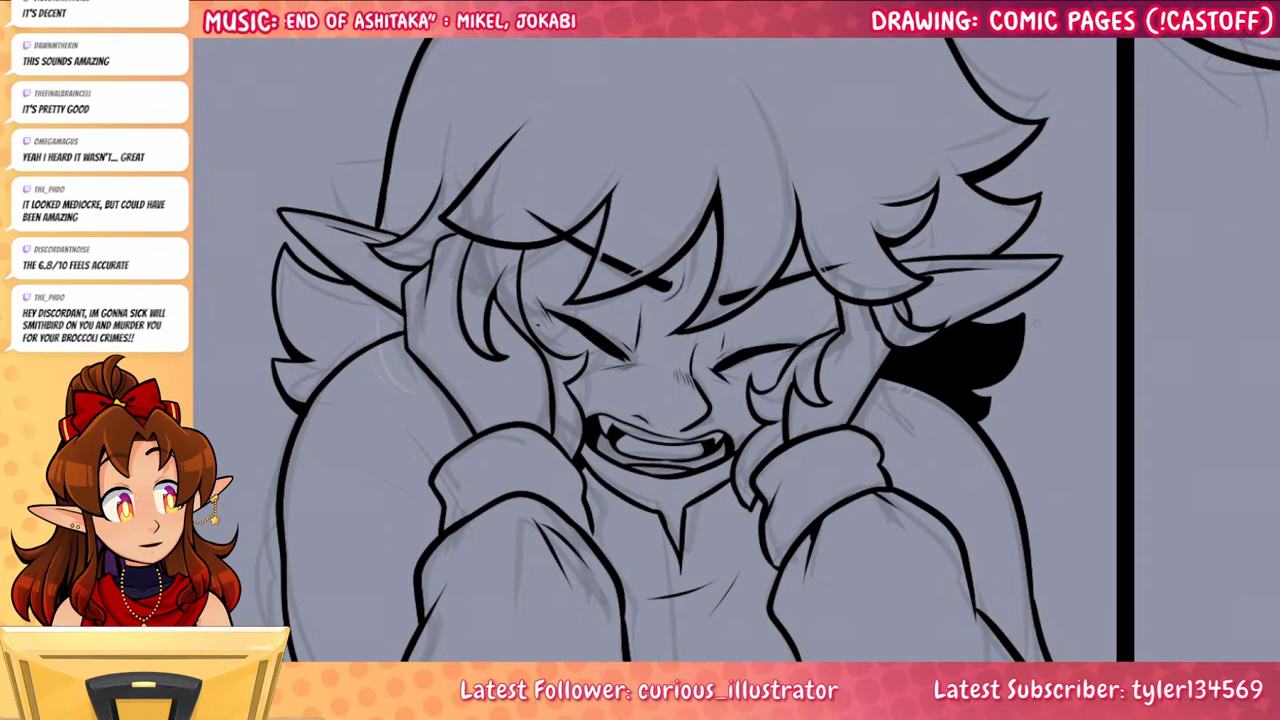 MUSIC: END OF ASHITAKA" : MIKEL, JOKABI
DRAWING: COMIC PAGES (!CASTOFF)
IT'S DECENT
DAWNMTHERIN
THIS SOUNDS AMAZING
THEFINALBRAINCELL
IT'S PRETTY GOOD
OMEGAMAGUS
YEAH I HEARD IT WASN'T... GREAT
THE_PHDO
IT LOOKED MEDIOCRE, BUT COULD HAVE
BEEN AMAZING
DISCORDANTNOISE
THE 6.8/10 FEELS ACCURATE
THE_PHDO
HEY DISCORDANT, IM GONNA SICK WILL
SMITHBIRD ON YOU AND MURDER YOU
FOR YOUR BROCCOLI CRIMES!!
Latest Follower: curious_illustrator
Latest Subscriber: tyler134569